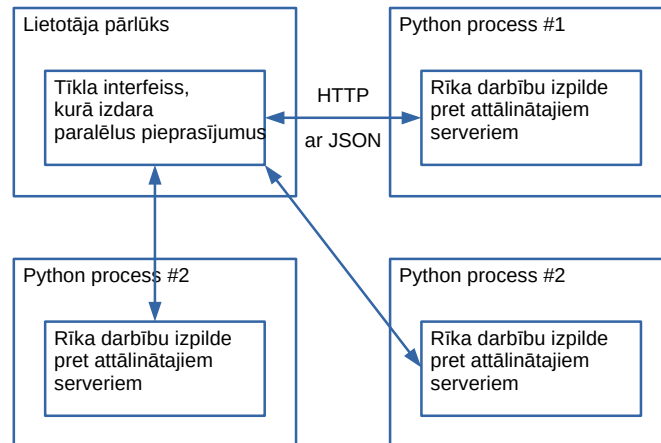 Lietotāja pārlūks
Tīkla interfeiss,
kurā izdara
paralēlus pieprasījumus
HTTP
ar JSON
Python process #1
Rīka darbību izpilde
pret attālinātajiem
serveriem
Python process #2
Rīka darbību izpilde
pret attālinātajiem
serveriem
Python process #2
Rīka darbību izpilde
pret attālinātajiem
serveriem